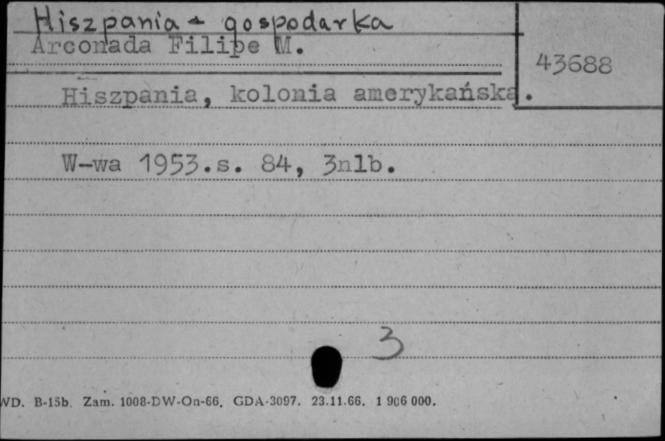 Hiszpania - gospodarka
Arconada Filipe M.
43688
Hiszpania, kolonia amerykańska.
W-wa 1953.s. 84, 3nlb.
3
WD. B-15b. Zam. 1008-DW-On-66. GDA-3097. 23.11.66. 1 906 000.